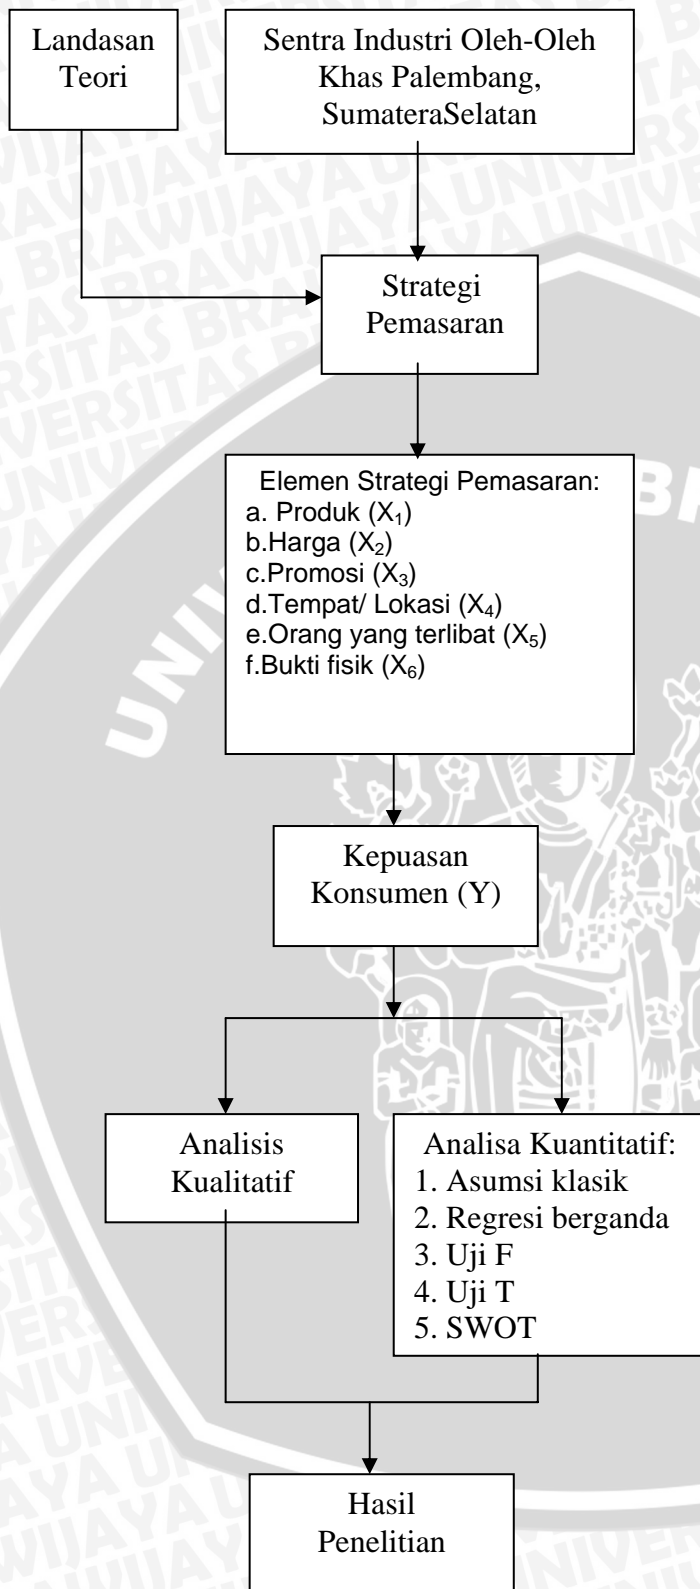 Landasan
Teori
Sentra Industri Oleh-Oleh
Khas Palembang,
SumateraSelatan
Strategi
Pemasaran
Elemen Strategi Pemasaran:
a. Produk (X₁)
b.Harga (X₂)
c.Promosi (X₃)
d.Tempat/ Lokasi (X₄)
e.Orang yang terlibat (X₅)
f.Bukti fisik (X₆)
Kepuasan
Konsumen (Y)
Analisis
Kualitatif
Analisa Kuantitatif:
1. Asumsi klasik
2. Regresi berganda
3. Uji F
4. Uji T
5. SWOT
Hasil
Penelitian